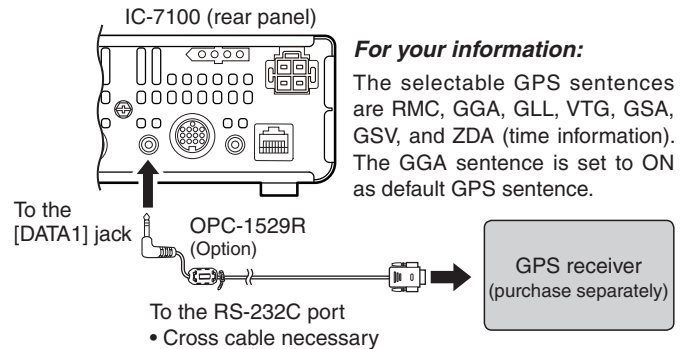 IC-7100 (rear panel)
For your information:
The selectable GPS sentences
are RMC, GGA, GLL, VTG, GSA,
GSV, and ZDA (time information).
The GGA sentence is set to ON
as default GPS sentence.
To the
[DATA1] jack
OPC-1529R
(Option)
GPS receiver
(purchase separately)
To the RS-232C port
• Cross cable necessary